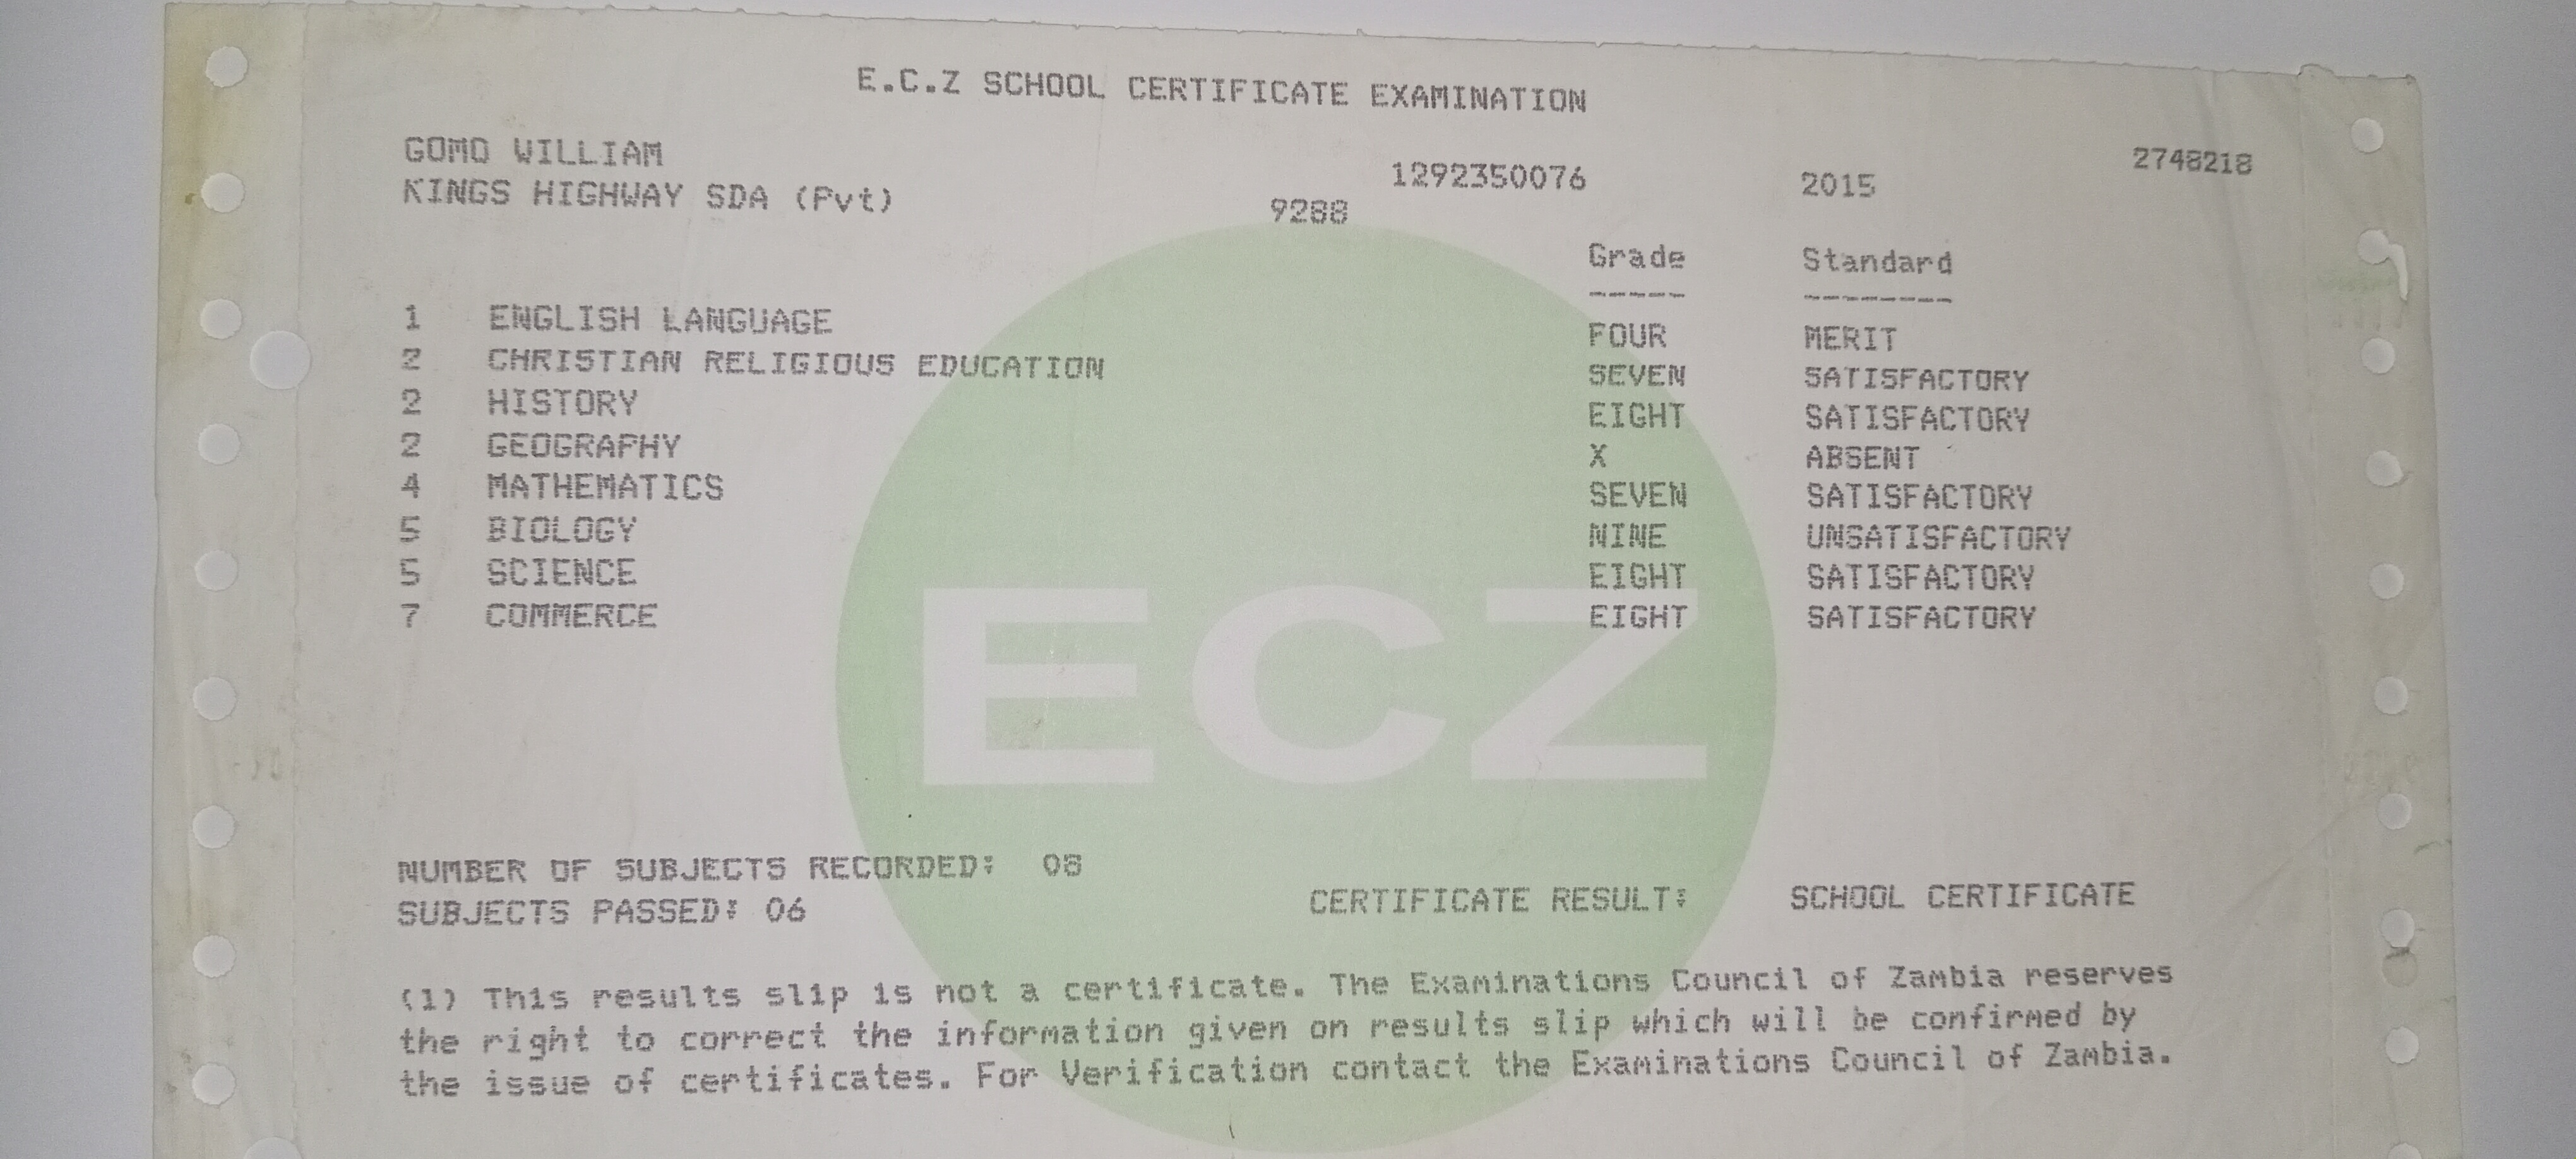 E.C.Z SCHOOL CERTIFICATE EXAMINATION
GOMO WILLIAM 1292350076 2015 2748218
KINGS HIGHWAY SDA (Pvt) 9288
Grade Standard
----- --------
1 ENGLISH LANGUAGE FOUR MERIT
2 CHRISTIAN RELIGIOUS EDUCATION SEVEN SATISFACTORY
2 HISTORY EIGHT SATISFACTORY
2 GEOGRAPHY X ABSENT
4 MATHEMATICS SEVEN SATISFACTORY
5 BIOLOGY NINE UNSATISFACTORY
5 SCIENCE EIGHT SATISFACTORY
7 COMMERCE EIGHT SATISFACTORY
ECZ
NUMBER OF SUBJECTS RECORDED: 08
SUBJECTS PASSED: 06 CERTIFICATE RESULT: SCHOOL CERTIFICATE
(1) This results slip is not a certificate. The Examinations Council of Zambia reserves
the right to correct the information given on results slip which will be confirmed by
the issue of certificates. For Verification contact the Examinations Council of Zambia.